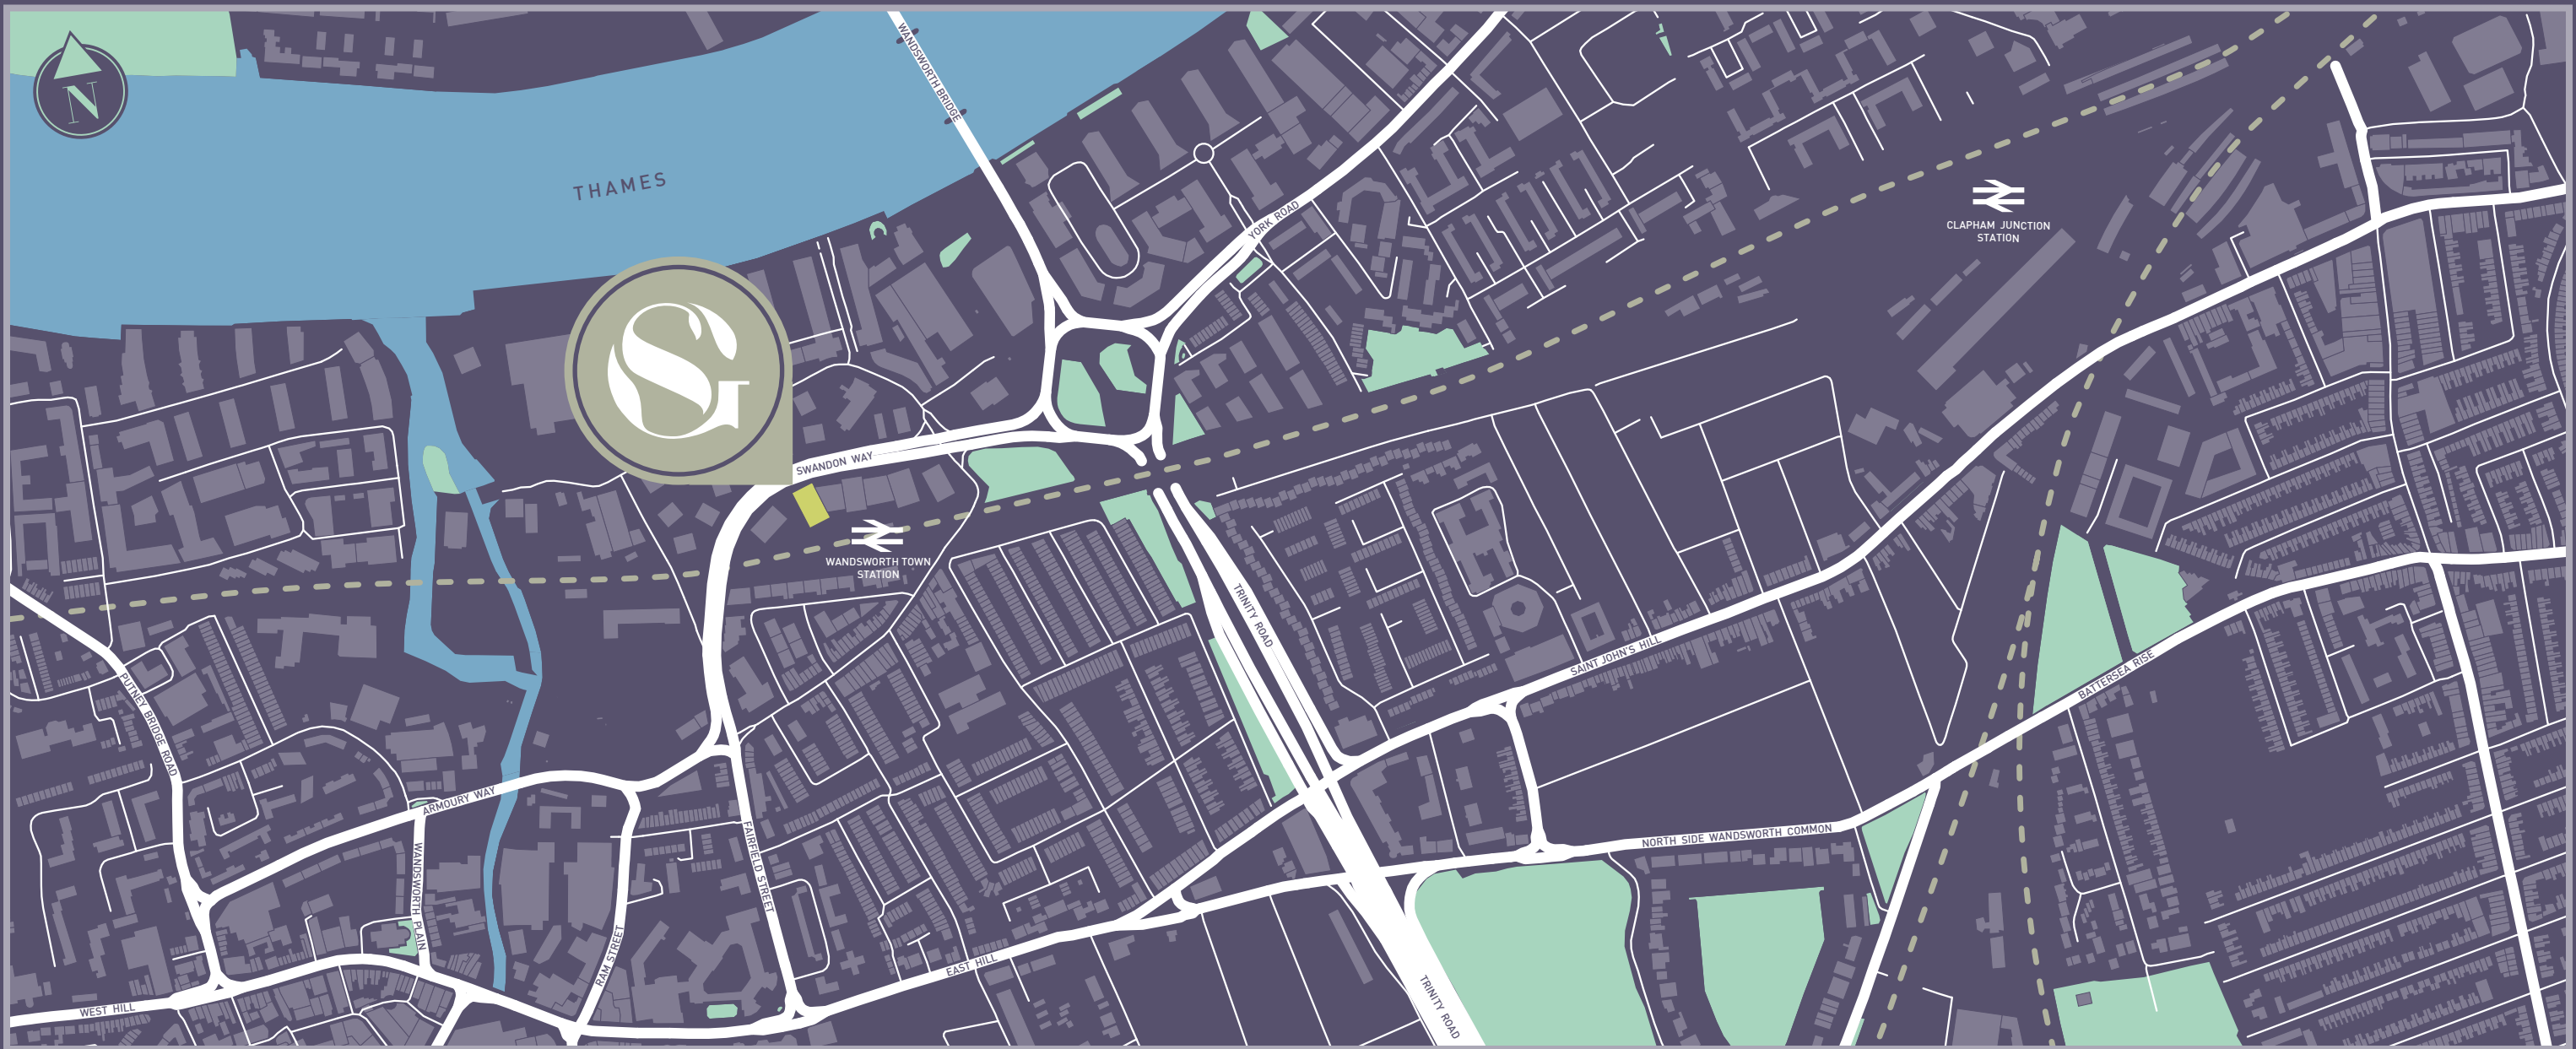 N
WANDSWORTH BRIDGE
THAMES
YORK ROAD
CLAPHAM JUNCTION
STATION
SG
SWANDON WAY
WANDSWORTH TOWN
STATION
TRINITY ROAD
SAINT JOHN'S HILL
BATTERSEA RISE
PUTNEY BRIDGE ROAD
ARMOURY WAY
WANDSWORTH PLAIN
FAIRFIELD STREET
NORTH SIDE WANDSWORTH COMMON
RAM STREET
EAST HILL
TRINITY ROAD
WEST HILL